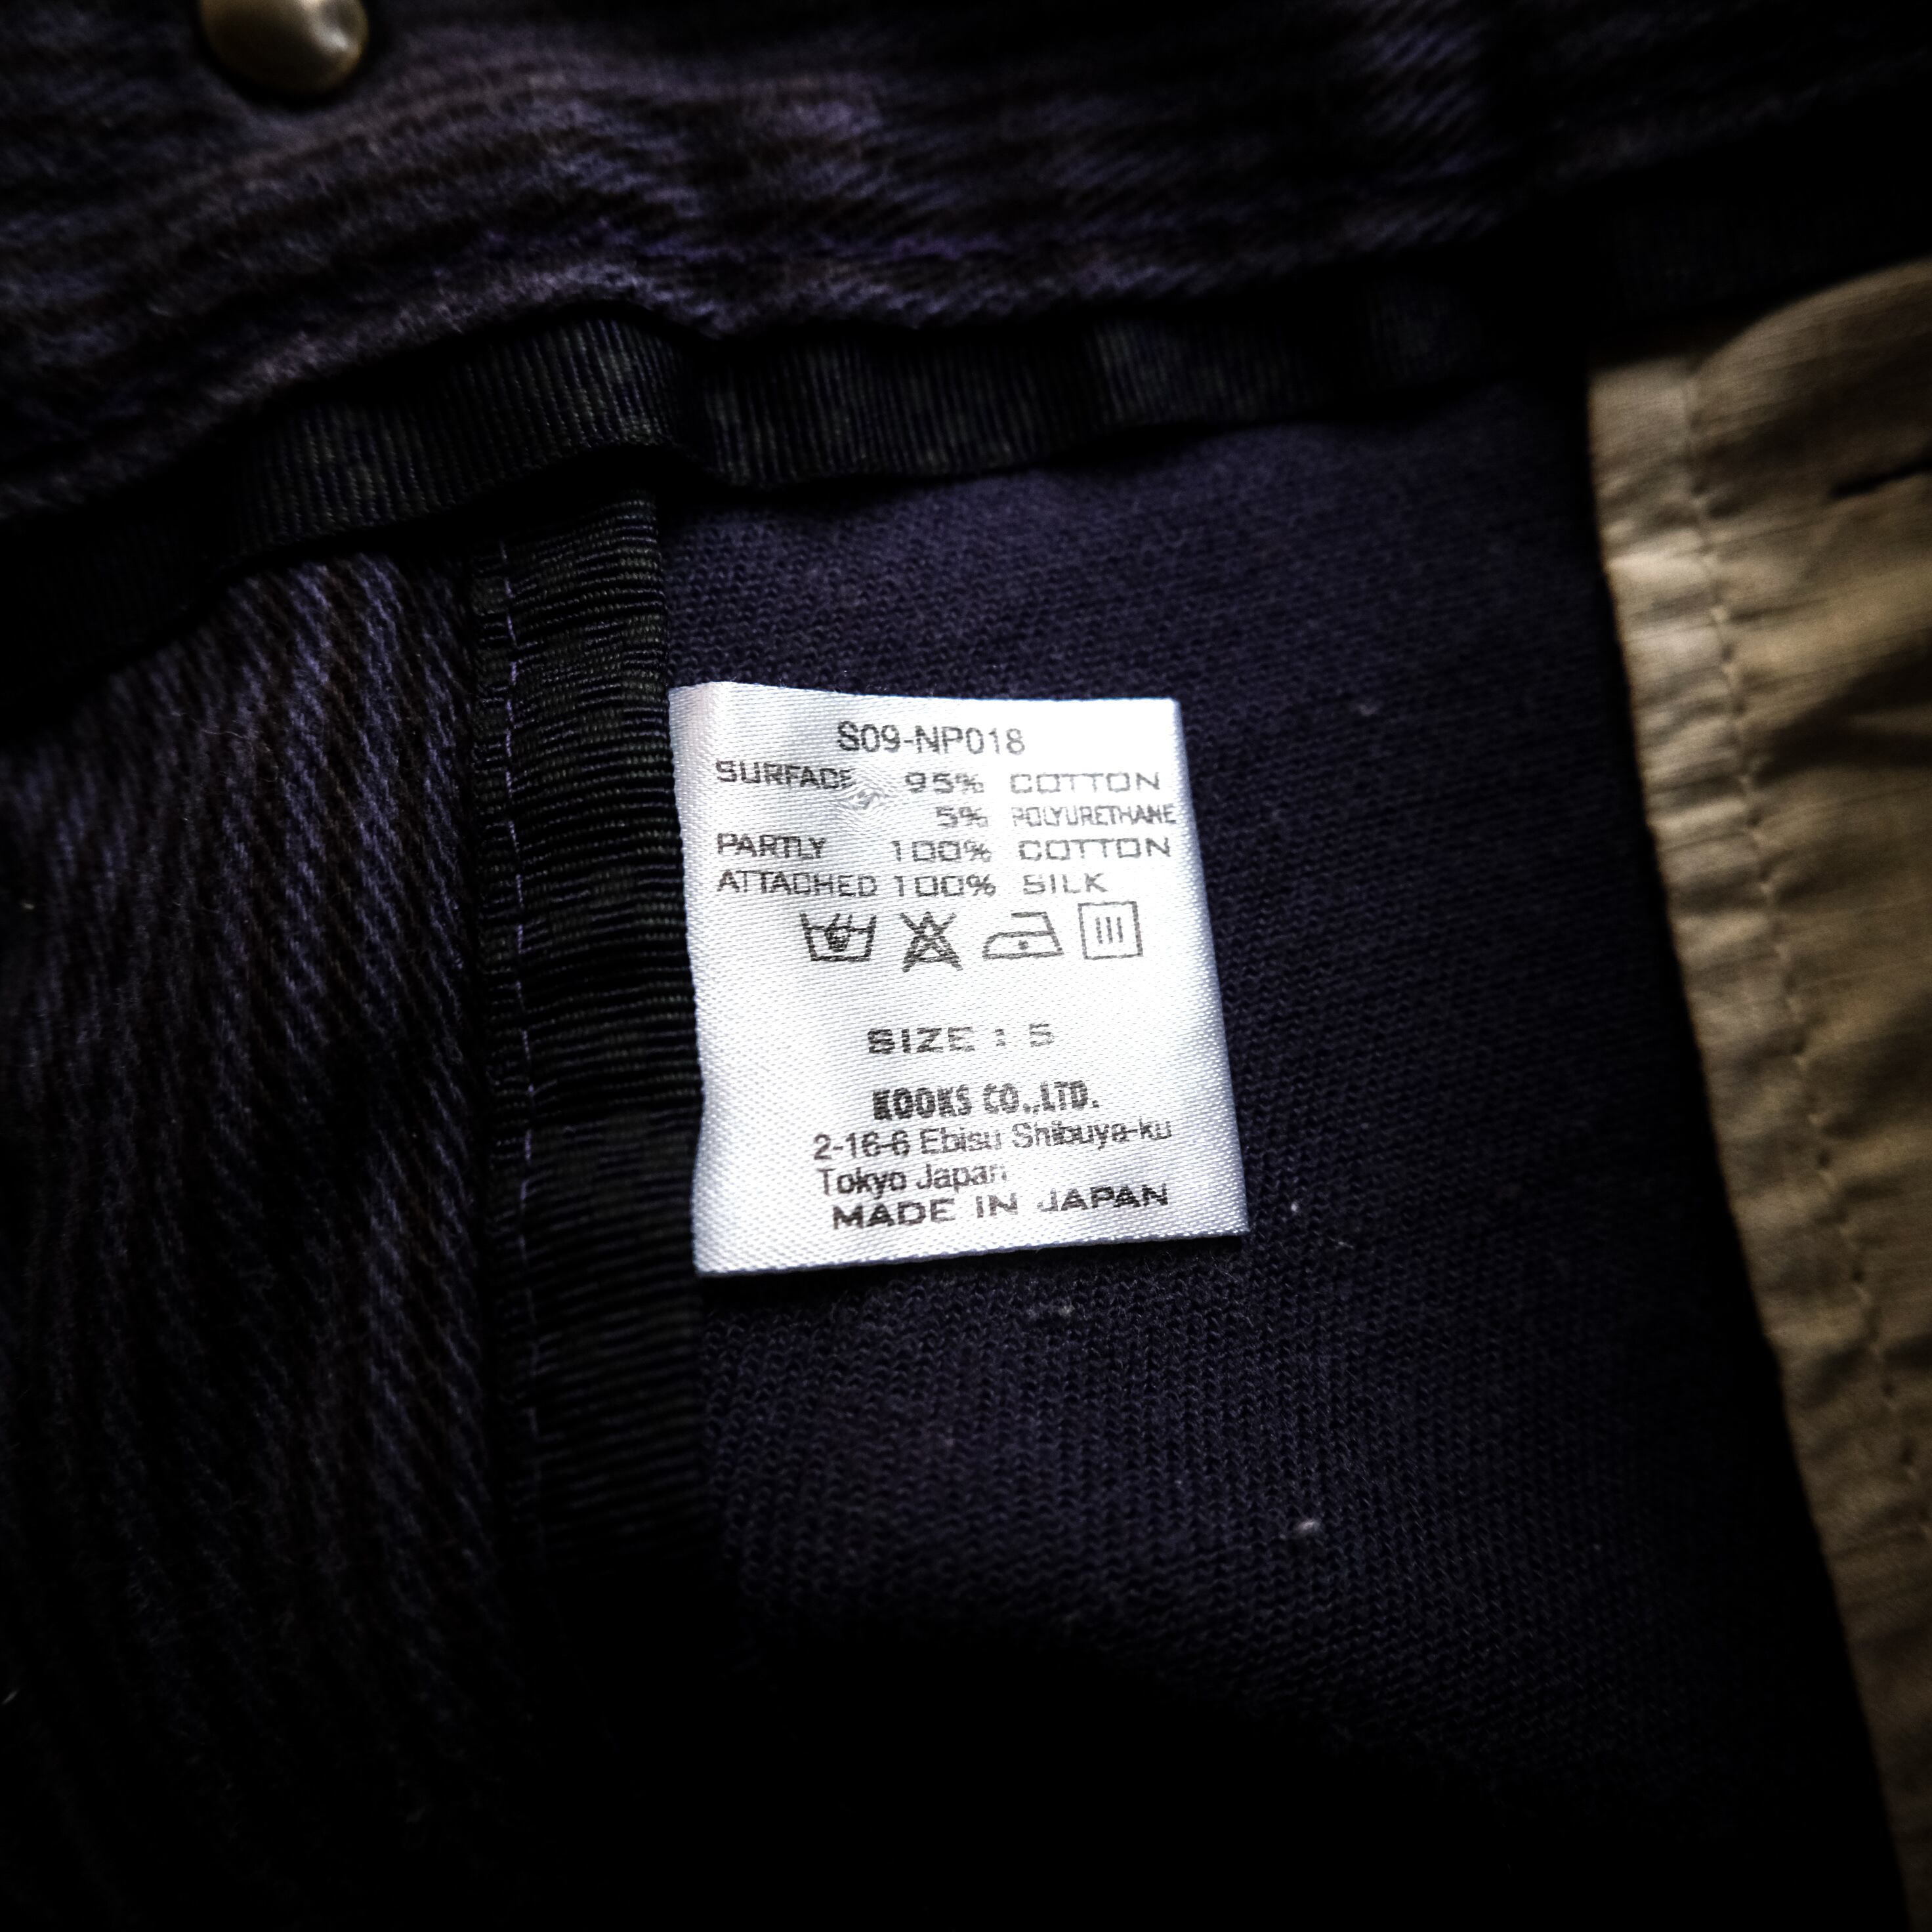 S09-NP018
SURFACE 95% COTTON
5% POLYURETHANE
PARTLY 100% COTTON
ATTACHED 100% SILK
SIZE : 5
KOOKS CO.,LTD.
2-16-6 Ebisu Shibuya-ku
Tokyo Japan
MADE IN JAPAN